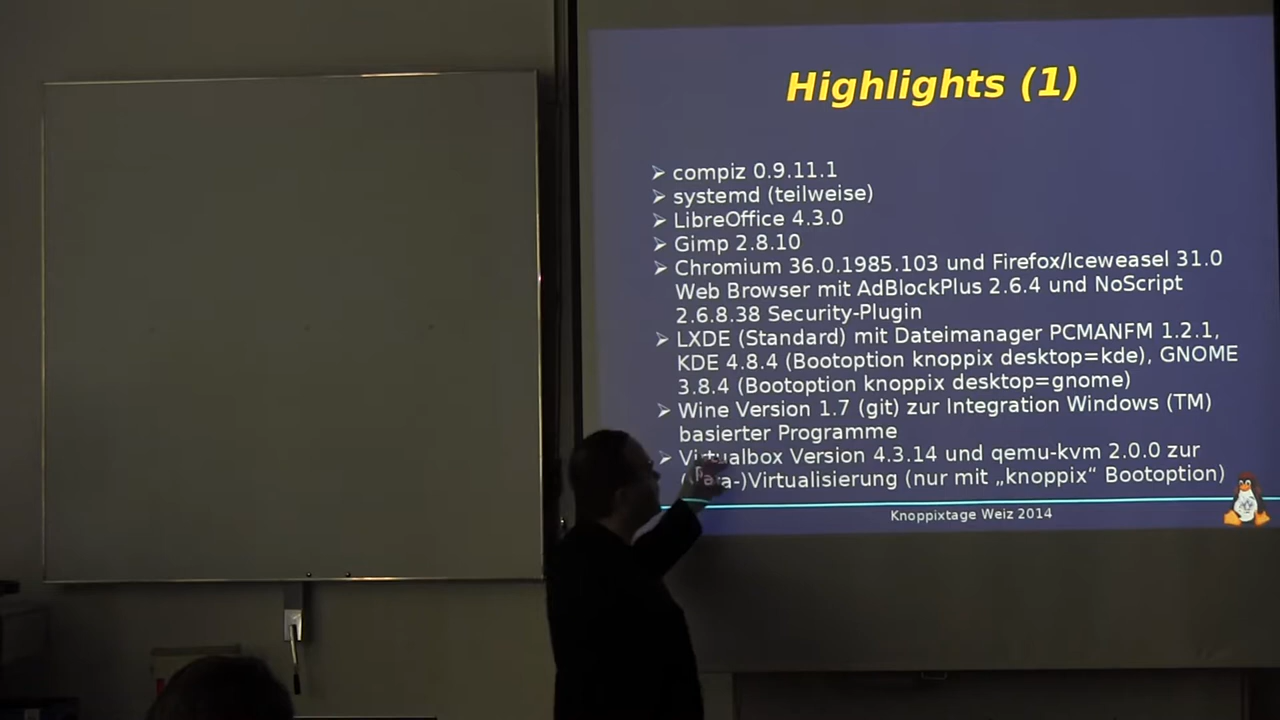 Highlights (1)
➢ compiz 0.9.11.1
➢ systemd (teilweise)
➢ LibreOffice 4.3.0
➢ Gimp 2.8.10
➢ Chromium 36.0.1985.103 und Firefox/Iceweasel 31.0
Web Browser mit AdBlockPlus 2.6.4 und NoScript
2.6.8.38 Security-Plugin
➢ LXDE (Standard) mit Dateimanager PCMANFM 1.2.1,
KDE 4.8.4 (Bootoption knoppix desktop=kde), GNOME
3.8.4 (Bootoption knoppix desktop=gnome)
➢ Wine Version 1.7 (git) zur Integration Windows (TM)
basierter Programme
➢ Virtualbox Version 4.3.14 und qemu-kvm 2.0.0 zur
(Para-)Virtualisierung (nur mit „knoppix“ Bootoption)
Knoppixtage Weiz 2014